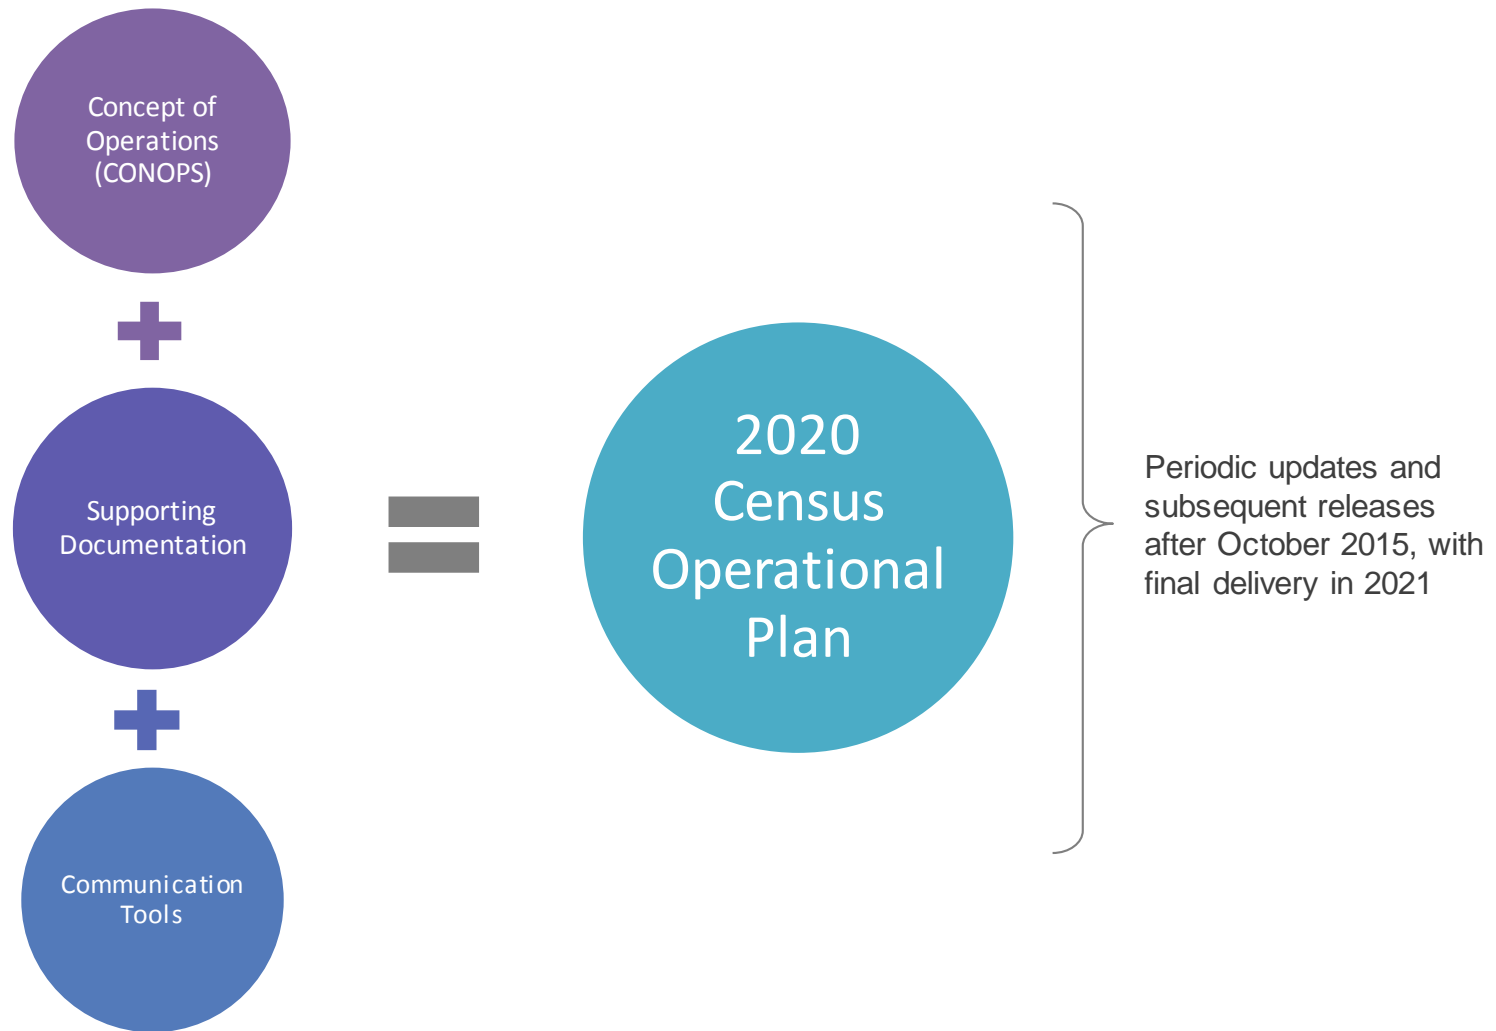 Concept of
Operations
(CONOPS)
Supporting
Documentation
Communication
Tools
2020
Census
Operational
Plan
Periodic updates and
subsequent releases
after October 2015, with
final delivery in 2021